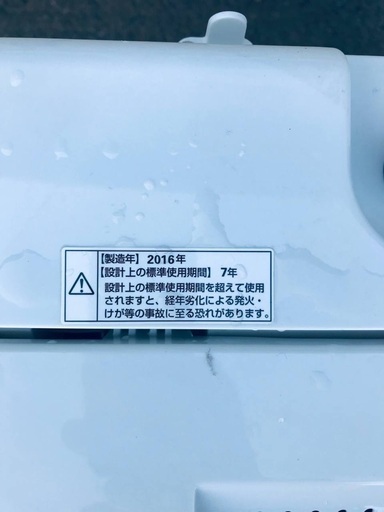 【製造年】 2016年
【設計上の標準使用期間】 7年
設計上の標準使用期間を超えて使用
されますと、経年劣化による発火・
けが等の事故に至る恐れがあります。